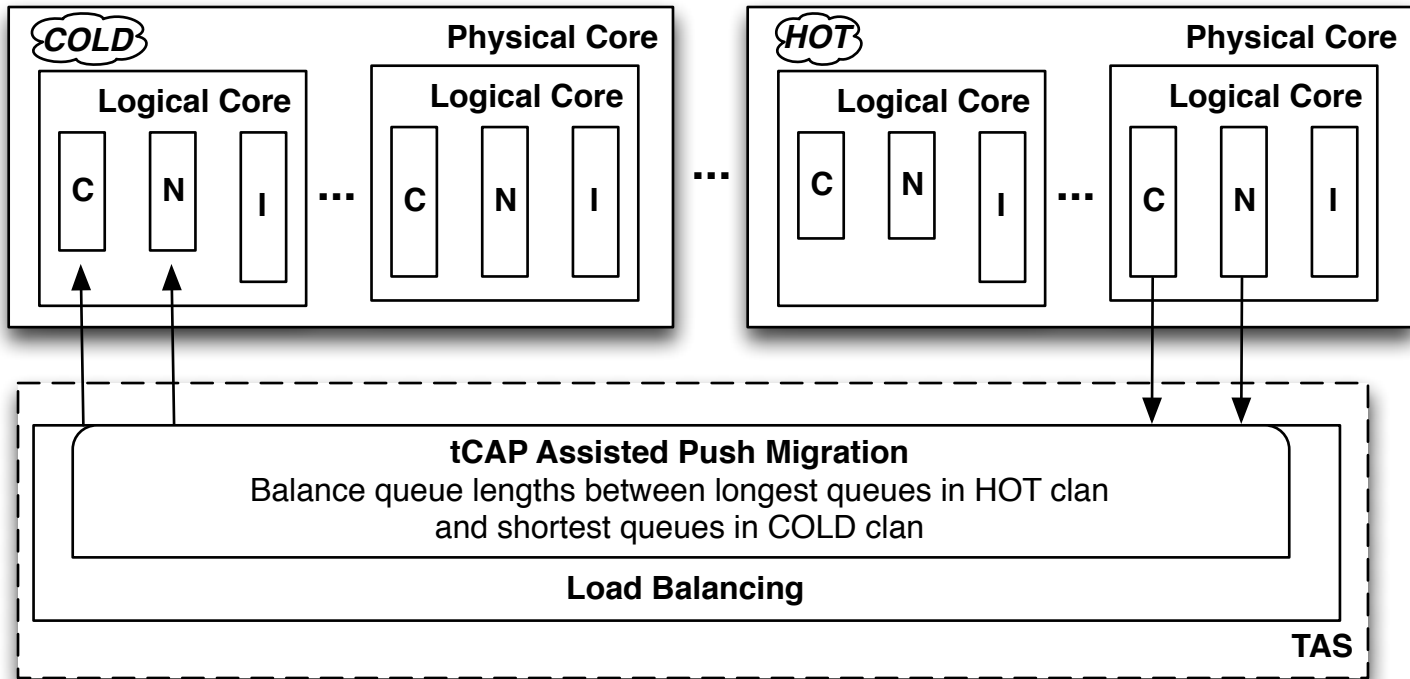 COLD
Physical Core
Logical Core
C
N
I
...
Logical Core
C
N
I
...
HOT
Physical Core
Logical Core
C
N
I
...
Logical Core
C
N
I
tCAP Assisted Push Migration
Balance queue lengths between longest queues in HOT clan
and shortest queues in COLD clan
Load Balancing
TAS